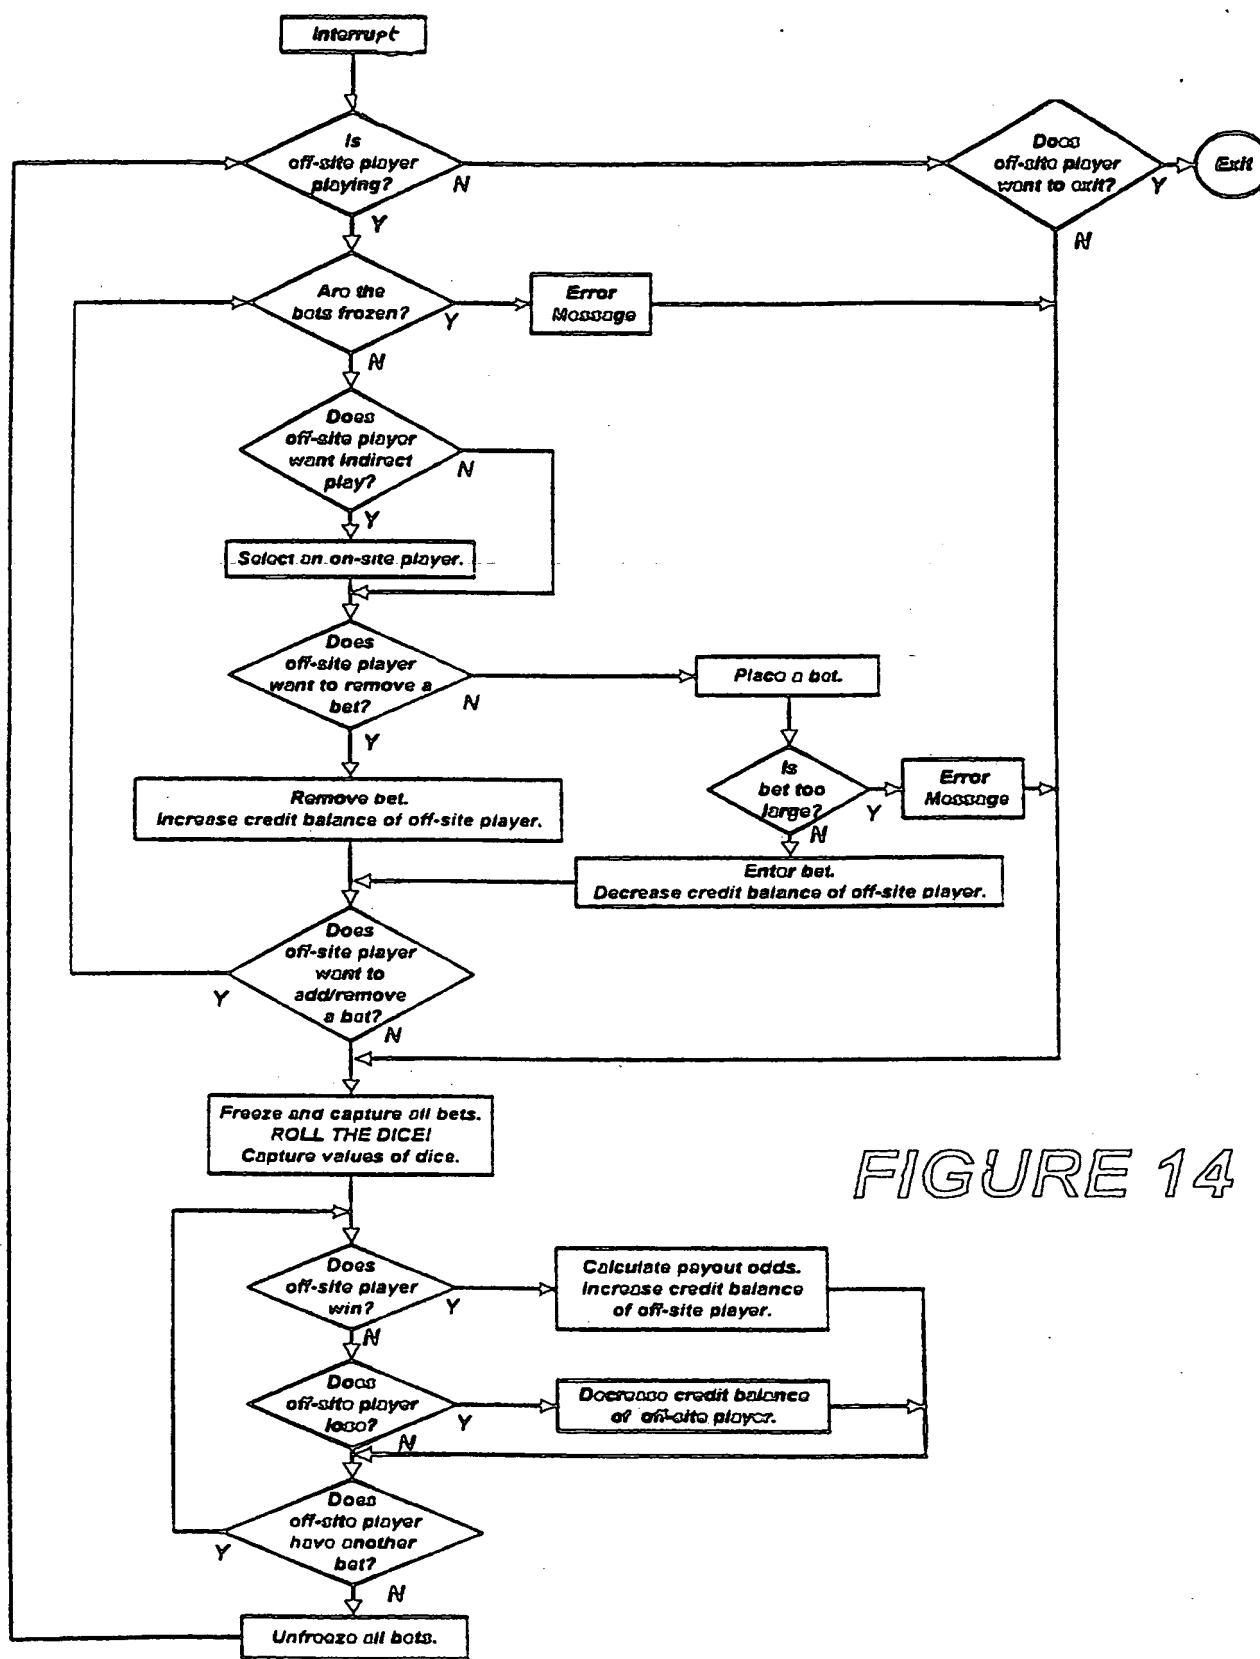 Interrupt
Is
off-site player
playing?
N
Y
Does
off-site player
want to exit?
Y
Exit
N
Are the
bets frozen?
Y
Error
Message
N
Does
off-site player
want indirect
play?
N
Y
Select an on-site player.
Does
off-site player
want to remove a
bet?
N
Y
Place a bet.
Is
bet too
large?
Y
Error
Message
N
Remove bet.
Increase credit balance of off-site player.
Enter bet.
Decrease credit balance of off-site player.
Does
off-site player
want to
add/remove
a bet?
Y
N
Freeze and capture all bets.
ROLL THE DICE!
Capture values of dice.
FIGURE 14
Does
off-site player
win?
Y
Calculate payout odds.
Increase credit balance
of off-site player.
N
Does
off-site player
lose?
Y
Decrease credit balance
of off-site player.
N
Does
off-site player
have another
bet?
Y
N
Unfreeze all bets.